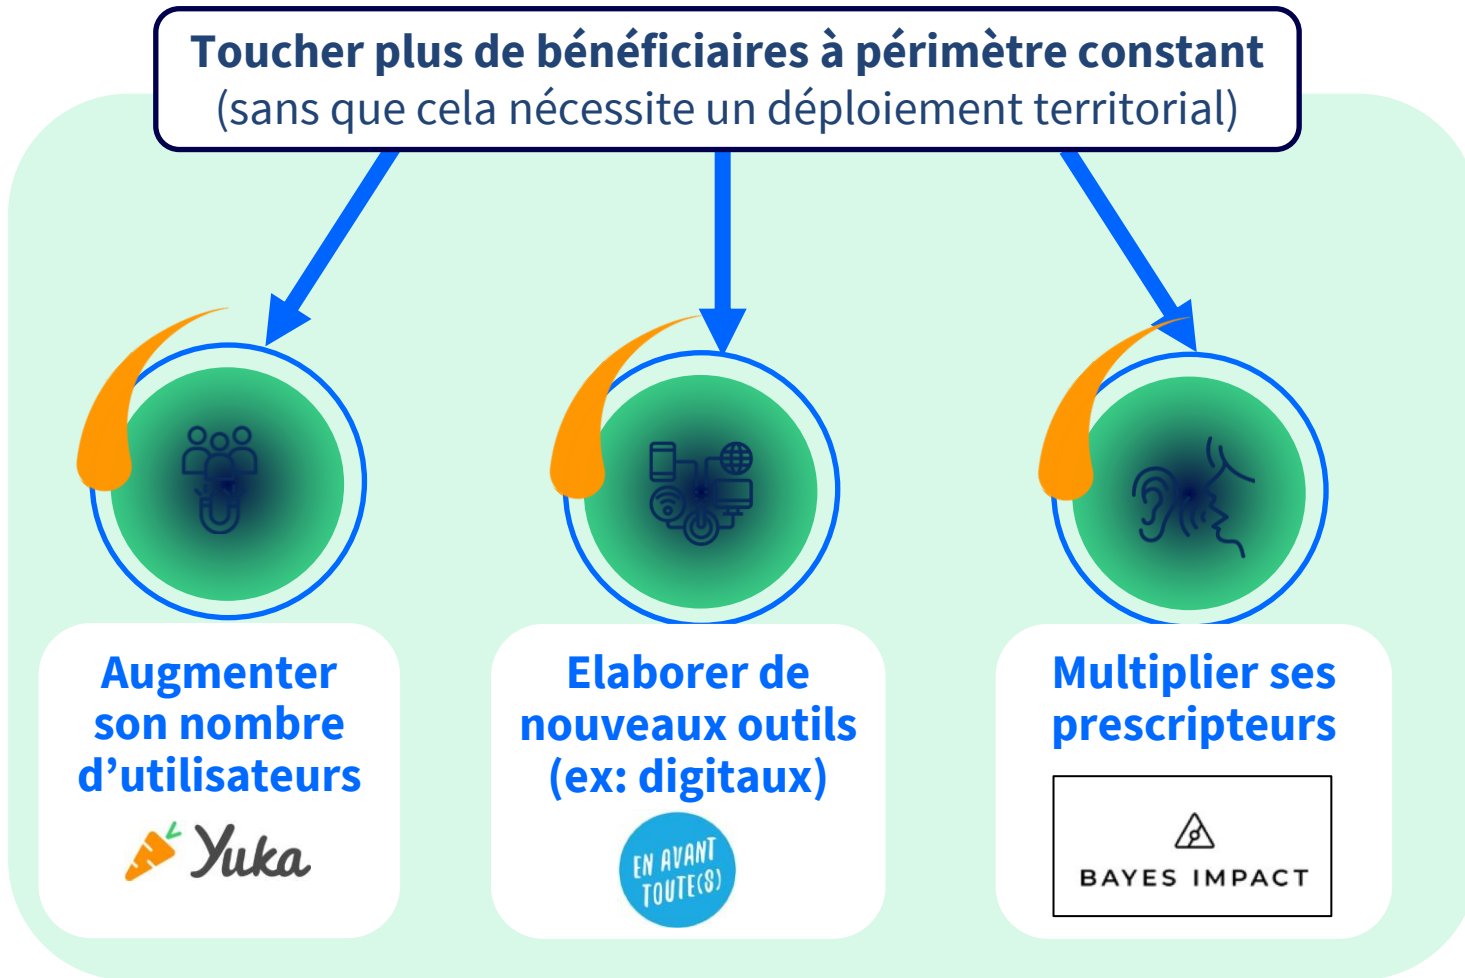 Toucher plus de bénéficiaires à périmètre constant
(sans que cela nécessite un déploiement territorial)
Augmenter
son nombre
d’utilisateurs
Yuka
Elaborer de
nouveaux outils
(ex: digitaux)
EN AVANT
TOUTE(S)
Multiplier ses
prescripteurs
BAYES IMPACT